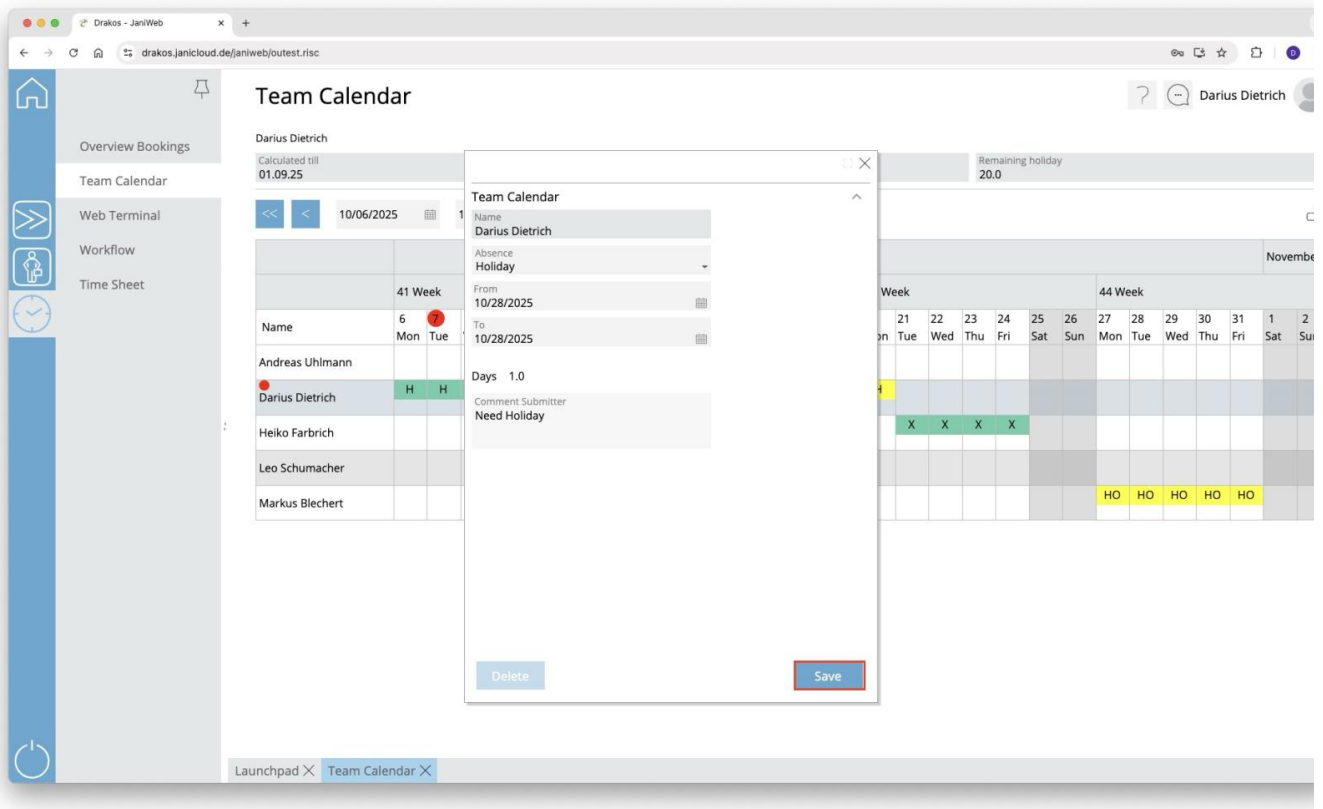 Drakos - JaniWeb
drakos.janicloud.de/janiweb/outest.risc
D
Team Calendar
?
Darius Dietrich
Overview Bookings
Team Calendar
Web Terminal
Workflow
Time Sheet
Darius Dietrich
Calculated till
01.09.25
Remaining holiday
20.0
<< < 10/06/2025 1
Novembe
41 Week
Week
44 Week
Name
6 7 21 22 23 24 25 26 27 28 29 30 31 1 2
Mon Tue Tue Wed Thu Fri Sat Sun Mon Tue Wed Thu Fri Sat Su
Andreas Uhlmann
Darius Dietrich H H
Heiko Farbrich X X X X
Leo Schumacher
Markus Blechert HO HO HO HO HO
Team Calendar
Name
Darius Dietrich
Absence
Holiday
From
10/28/2025
To
10/28/2025
Days 1.0
Comment Submitter
Need Holiday
Delete
Save
Launchpad Team Calendar